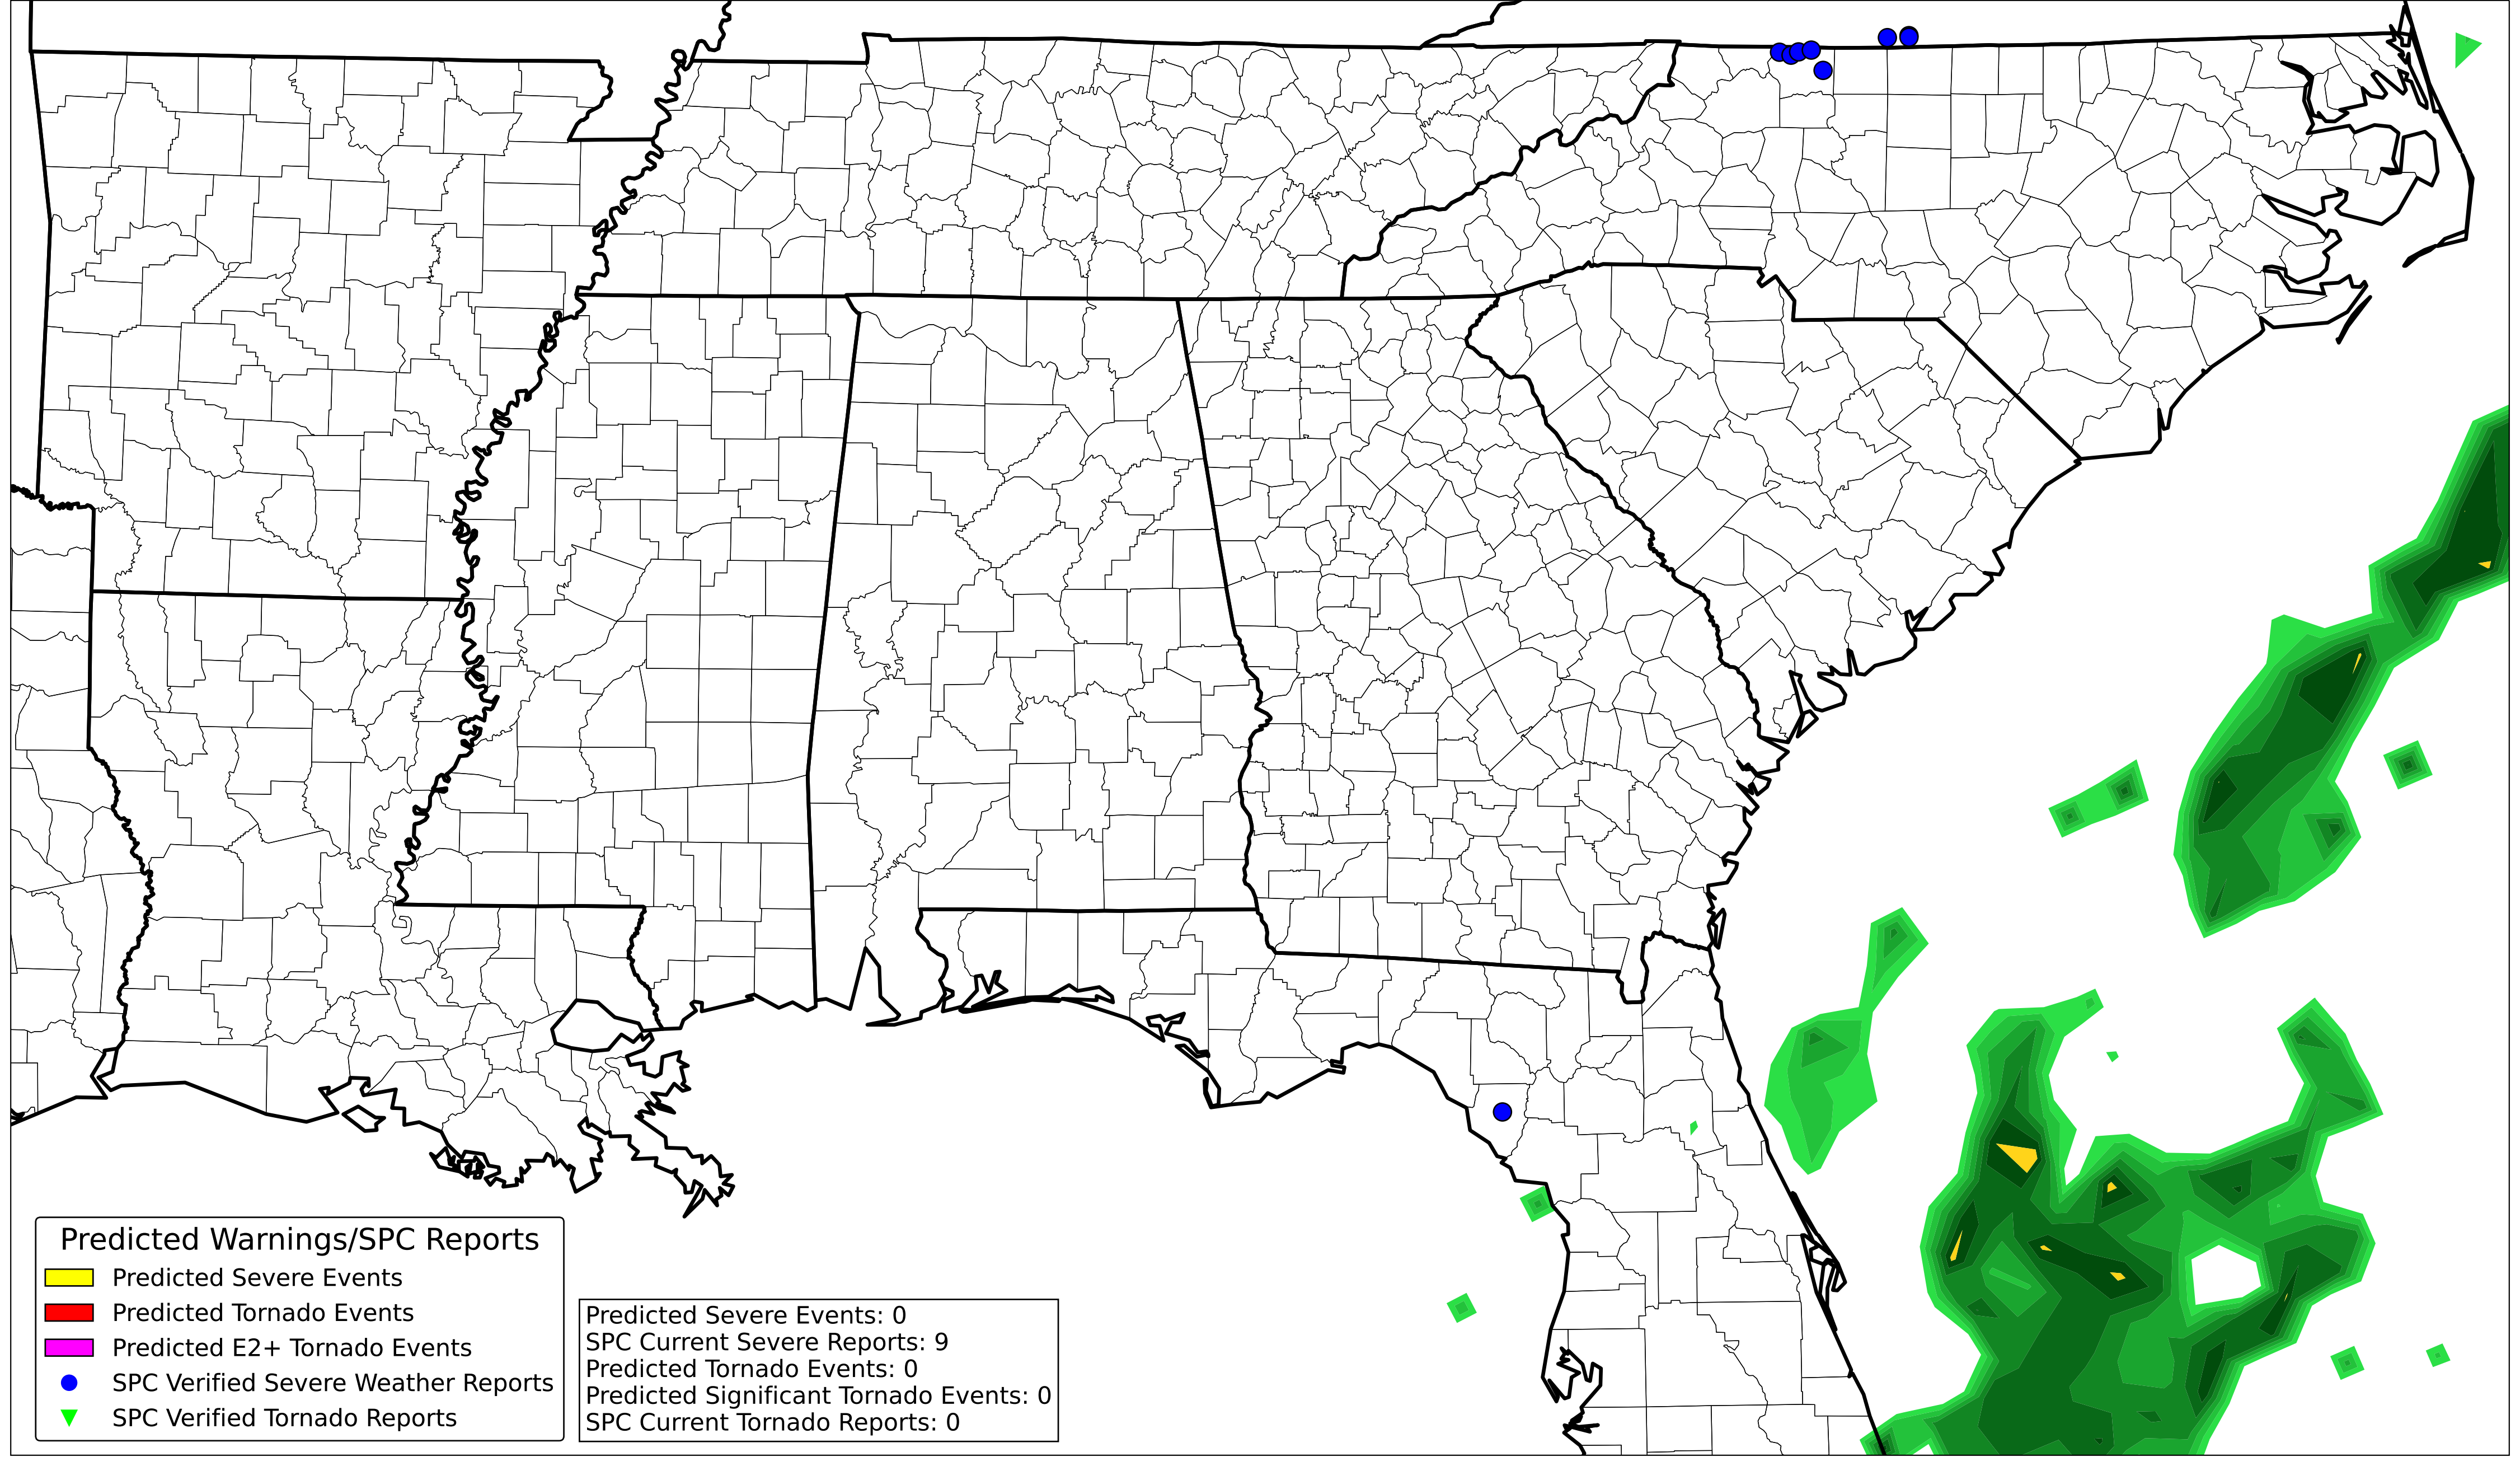 Predicted Warnings/SPC Reports
Predicted Severe Events
Predicted Tornado Events
Predicted E2+ Tornado Events
SPC Verified Severe Weather Reports
SPC Verified Tornado Reports
Predicted Severe Events: 0
SPC Current Severe Reports: 9
Predicted Tornado Events: 0
Predicted Significant Tornado Events: 0
SPC Current Tornado Reports: 0